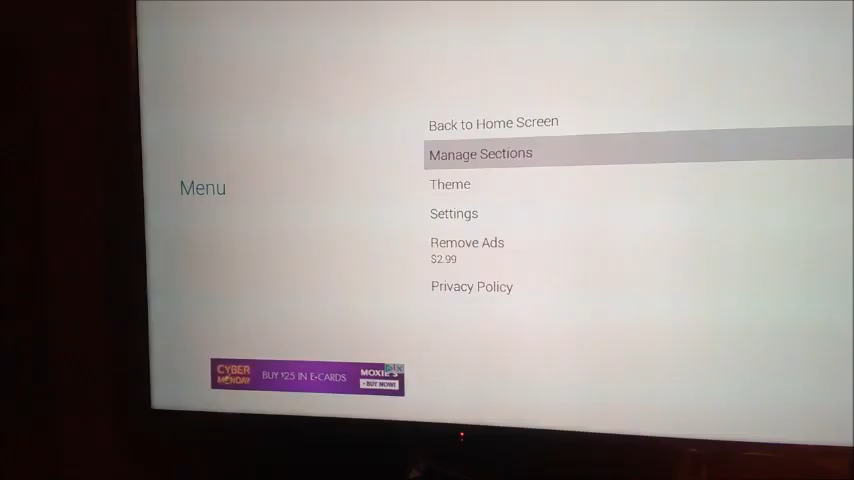 Back to Home Screen
Manage Sections
Menu
Theme
Settings
Remove Ads
$2.99
Privacy Policy
CYBER
MONDAY
BUY $25 IN E-CARDS
MOXIE'S
BUY NOW!